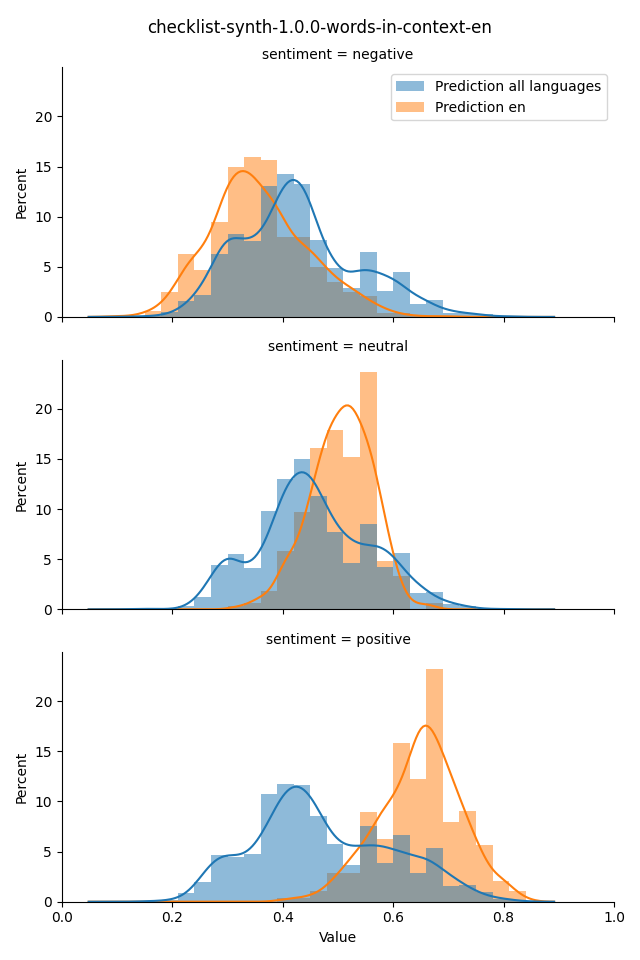 checklist-synth-1.0.0-words-in-context-en
sentiment = negative
Prediction all languages
Prediction en
20
15
10
5
0
Percent
sentiment = neutral
20
15
10
5
0
Percent
sentiment = positive
20
15
10
5
0
Percent
0.0 0.2 0.4 0.6 0.8 1.0
Value